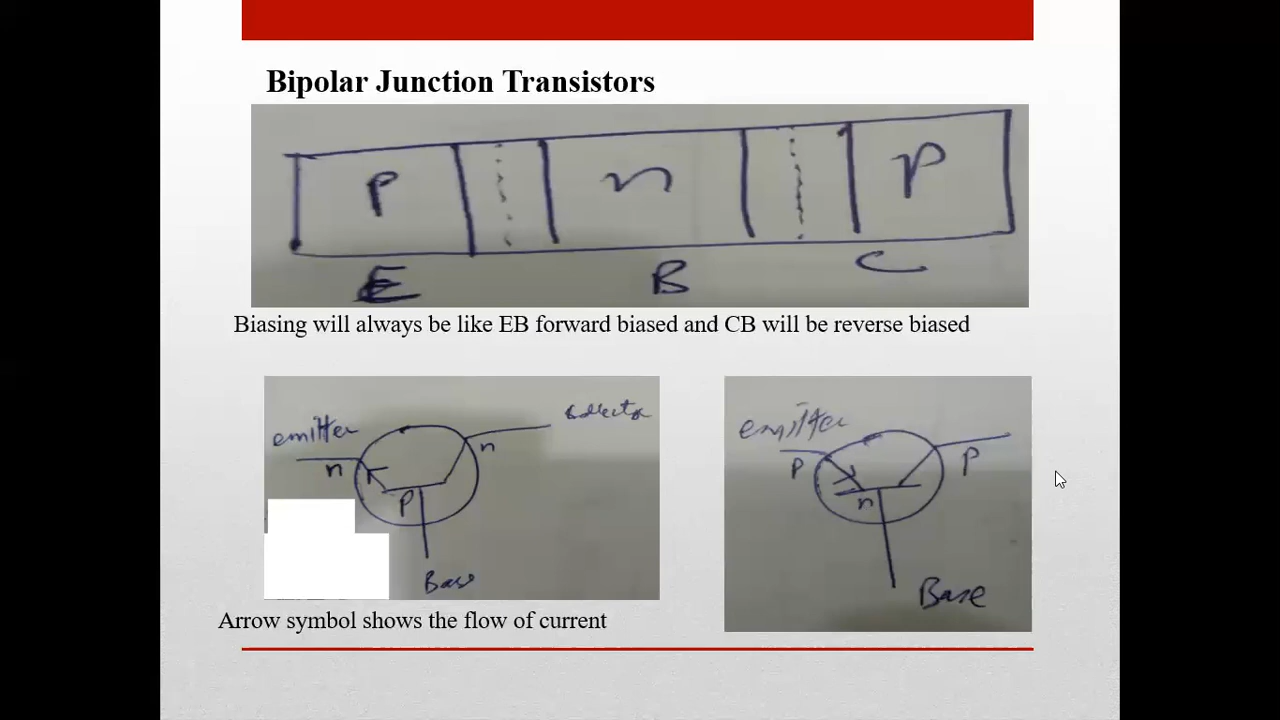 Bipolar Junction Transistors
P n P
E B C
Biasing will always be like EB forward biased and CB will be reverse biased
emitter collector
n n
P
Base
emitter
P P
n
Base
Arrow symbol shows the flow of current